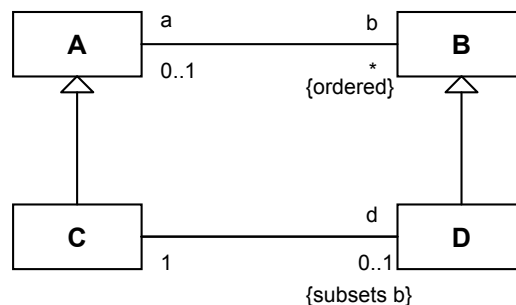 a b
A B
0..1 *
{ordered}
d
C D
1 0..1
{subsets b}